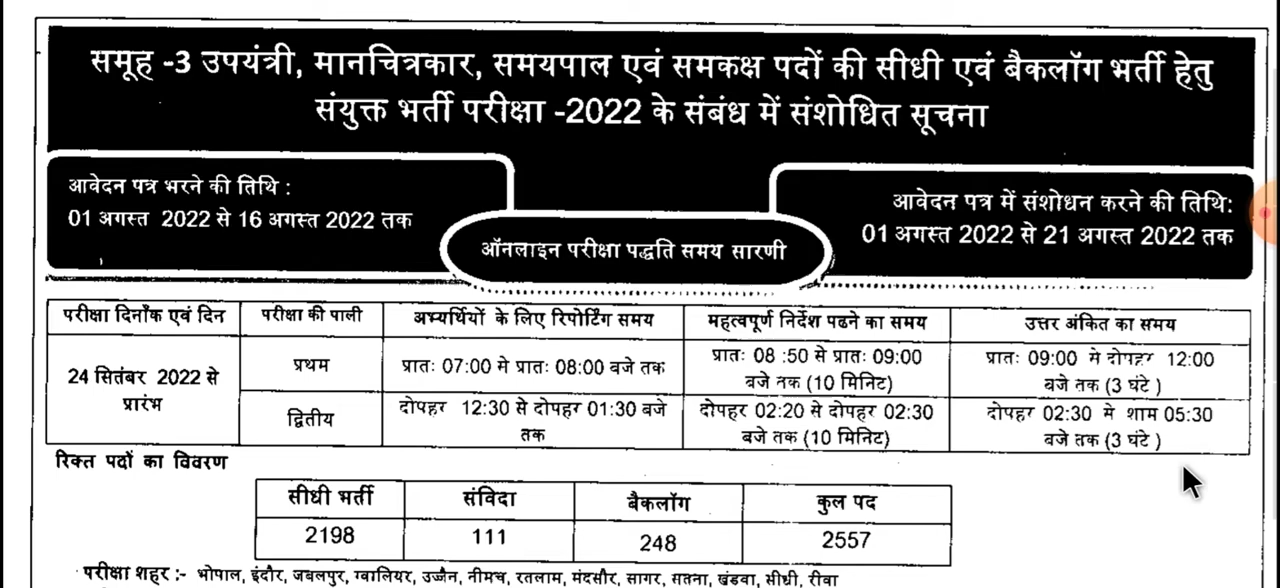 समूह -3 उपयंत्री, मानचित्रकार, समयपाल एवं समकक्ष पदों की सीधी एवं बैकलॉग भर्ती हेतु
संयुक्त भर्ती परीक्षा -2022 के संबंध में संशोधित सूचना
आवेदन पत्र भरने की तिथि :
01 अगस्त 2022 से 16 अगस्त 2022 तक
आवेदन पत्र में संशोधन करने की तिथि:
01 अगस्त 2022 से 21 अगस्त 2022 तक
ऑनलाइन परीक्षा पद्धति समय सारणी
परीक्षा दिनाँक एवं दिन परीक्षा की पाली अभ्यर्थियों के लिए रिपोर्टिंग समय महत्वपूर्ण निर्देश पढने का समय उत्तर अंकित का समय
24 सितंबर 2022 से
प्रारंभ
प्रथम
प्रातः 07:00 से प्रातः 08:00 बजे तक
प्रातः 08 :50 से प्रातः 09:00
बजे तक (10 मिनिट)
प्रातः 09:00 से दोपहर 12:00
बजे तक (3 घंटे )
द्वितीय
दोपहर 12:30 से दोपहर 01:30 बजे
तक
दोपहर 02:20 से दोपहर 02:30
बजे तक (10 मिनिट)
दोपहर 02:30 से शाम 05:30
बजे तक (3 घंटे )
रिक्त पदों का विवरण
सीधी भर्ती संविदा बैकलॉग कुल पद
2198 111 248 2557
परीक्षा शहर :- भोपाल, इंदौर, जबलपुर, ग्वालियर, उज्जैन, नीमच, रतलाम, मंदसौर, सागर, सतना, खंडवा, सीधी, रीवा